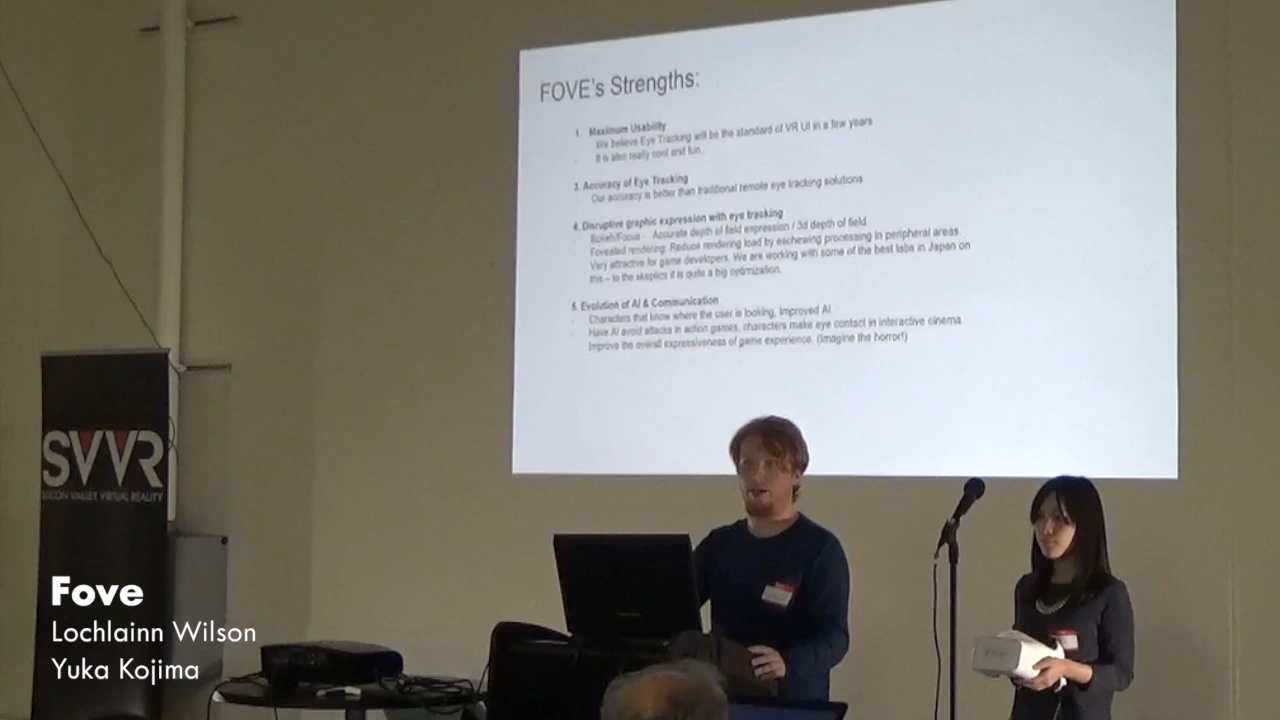 FOVE's Strengths:
1. Maximum Usability
We believe Eye Tracking will be the standard of VR UI in a few years
It is also really cool and fun
3. Accuracy of Eye Tracking
Our accuracy is better than traditional remote eye tracking solutions
4. Disruptive graphic expression with eye tracking
Bokeh/Focus - Accurate depth of field expression / 3d depth of field.
Foveated rendering: Reduce rendering load by eschewing processing in peripheral areas.
Very attractive for game developers. We are working with some of the best labs in Japan on
this – to the skeptics it is quite a big optimization.
5. Evolution of AI & Communication
Characters that know where the user is looking. Improved AI.
Have AI avoid attacks in action games, characters make eye contact in interactive cinema.
Improve the overall expressiveness of game experience. (Imagine the horror!)
SVVR
SILICON VALLEY VIRTUAL REALITY
Fove
Lochlainn Wilson
Yuka Kojima
FOVE